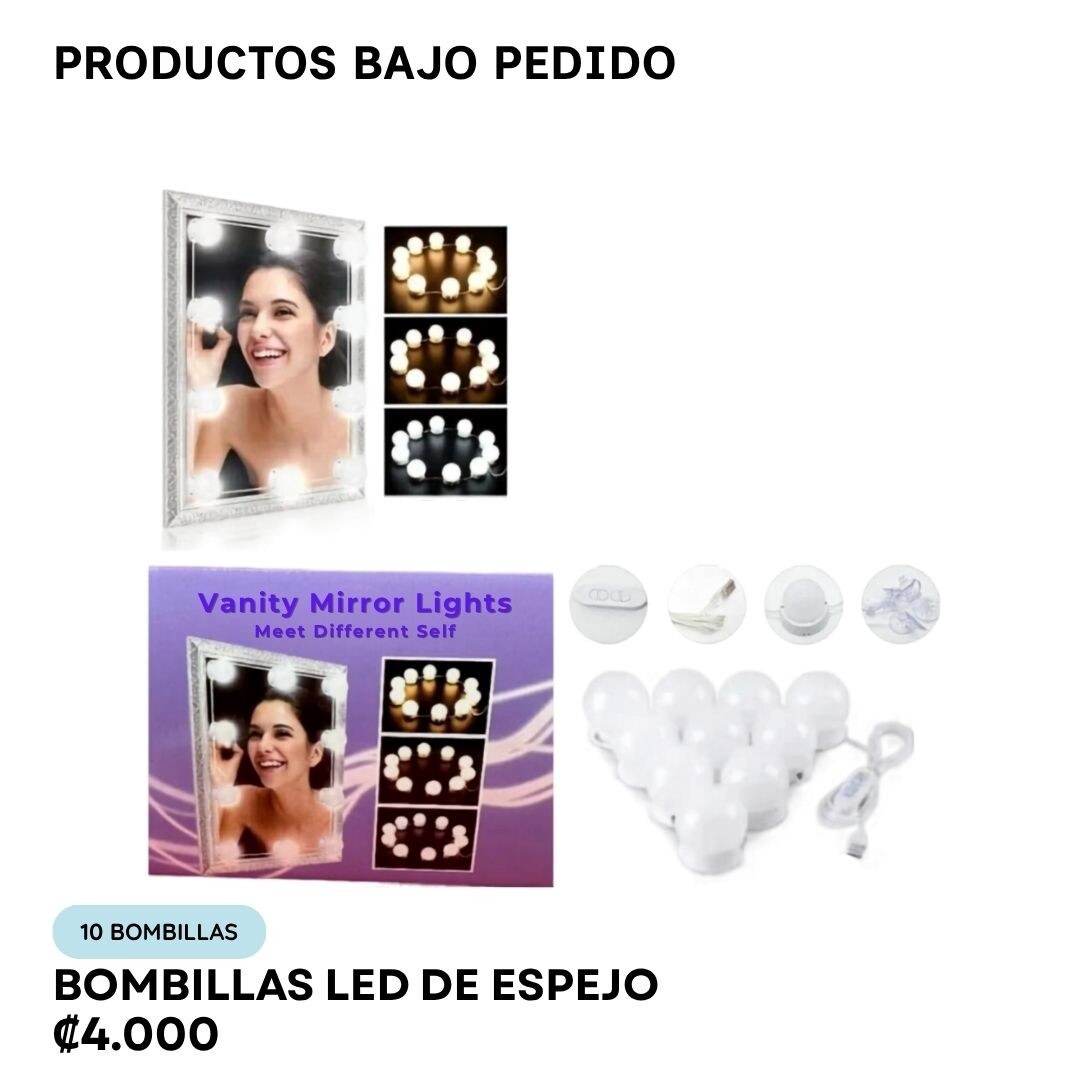 PRODUCTOS BAJO PEDIDO
Vanity Mirror Lights
Meet Different Self
10 BOMBILLAS
BOMBILLAS LED DE ESPEJO
₡4.000